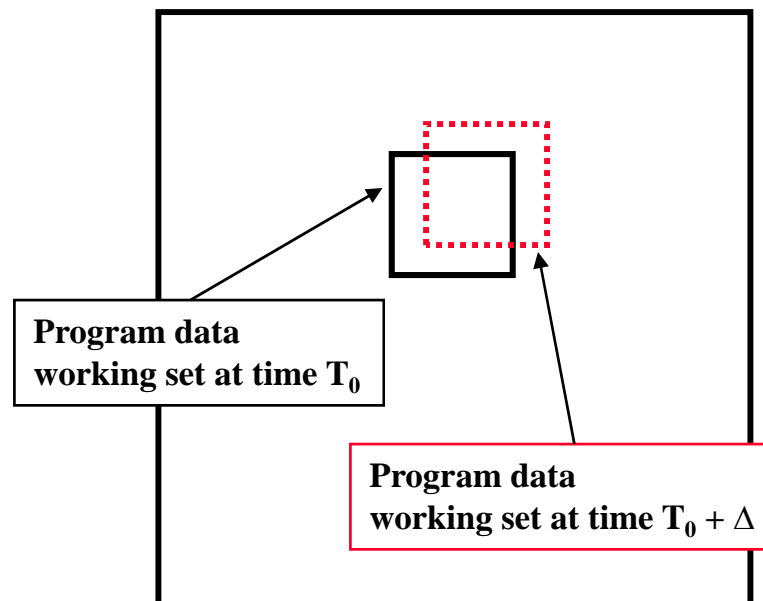 Program data
working set at time T₀
Program data
working set at time T₀ + Δ